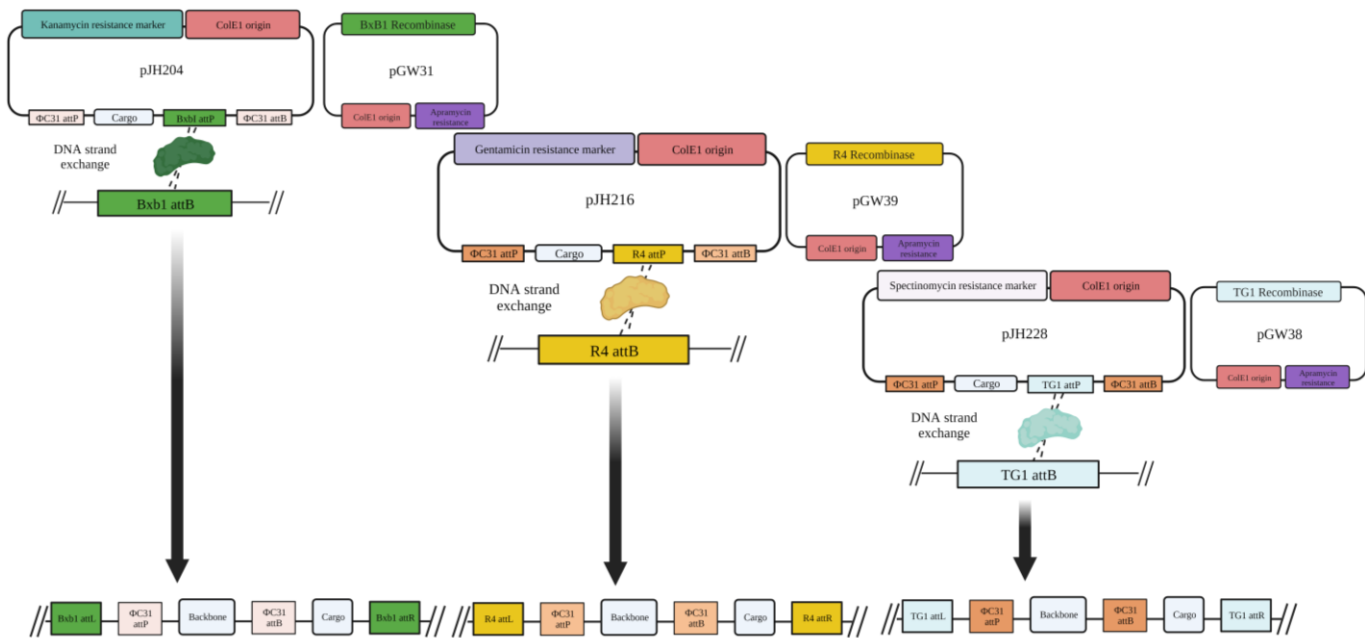 Kanamycin resistance marker
ColE1 origin
pJH204
ΦC31 attP
Cargo
BxbI attP
ΦC31 attB
DNA strand
exchange
Bxb1 attB
BxB1 Recombinase
pGW31
ColE1 origin
Apramycin
resistance
Gentamicin resistance marker
ColE1 origin
pJH216
ΦC31 attP
Cargo
R4 attP
ΦC31 attB
DNA strand
exchange
R4 attB
R4 Recombinase
pGW39
ColE1 origin
Apramycin
resistance
Spectinomycin resistance marker
ColE1 origin
pJH228
ΦC31 attP
Cargo
TG1 attP
ΦC31 attB
DNA strand
exchange
TG1 attB
TG1 Recombinase
pGW38
ColE1 origin
Apramycin
resistance
Bxb1 attL
ΦC31
attP
Backbone
ΦC31
attB
Cargo
Bxb1 attR
R4 attL
ΦC31
attP
Backbone
ΦC31
attB
Cargo
R4 attR
TG1 attL
ΦC31
attP
Backbone
ΦC31
attB
Cargo
TG1 attR